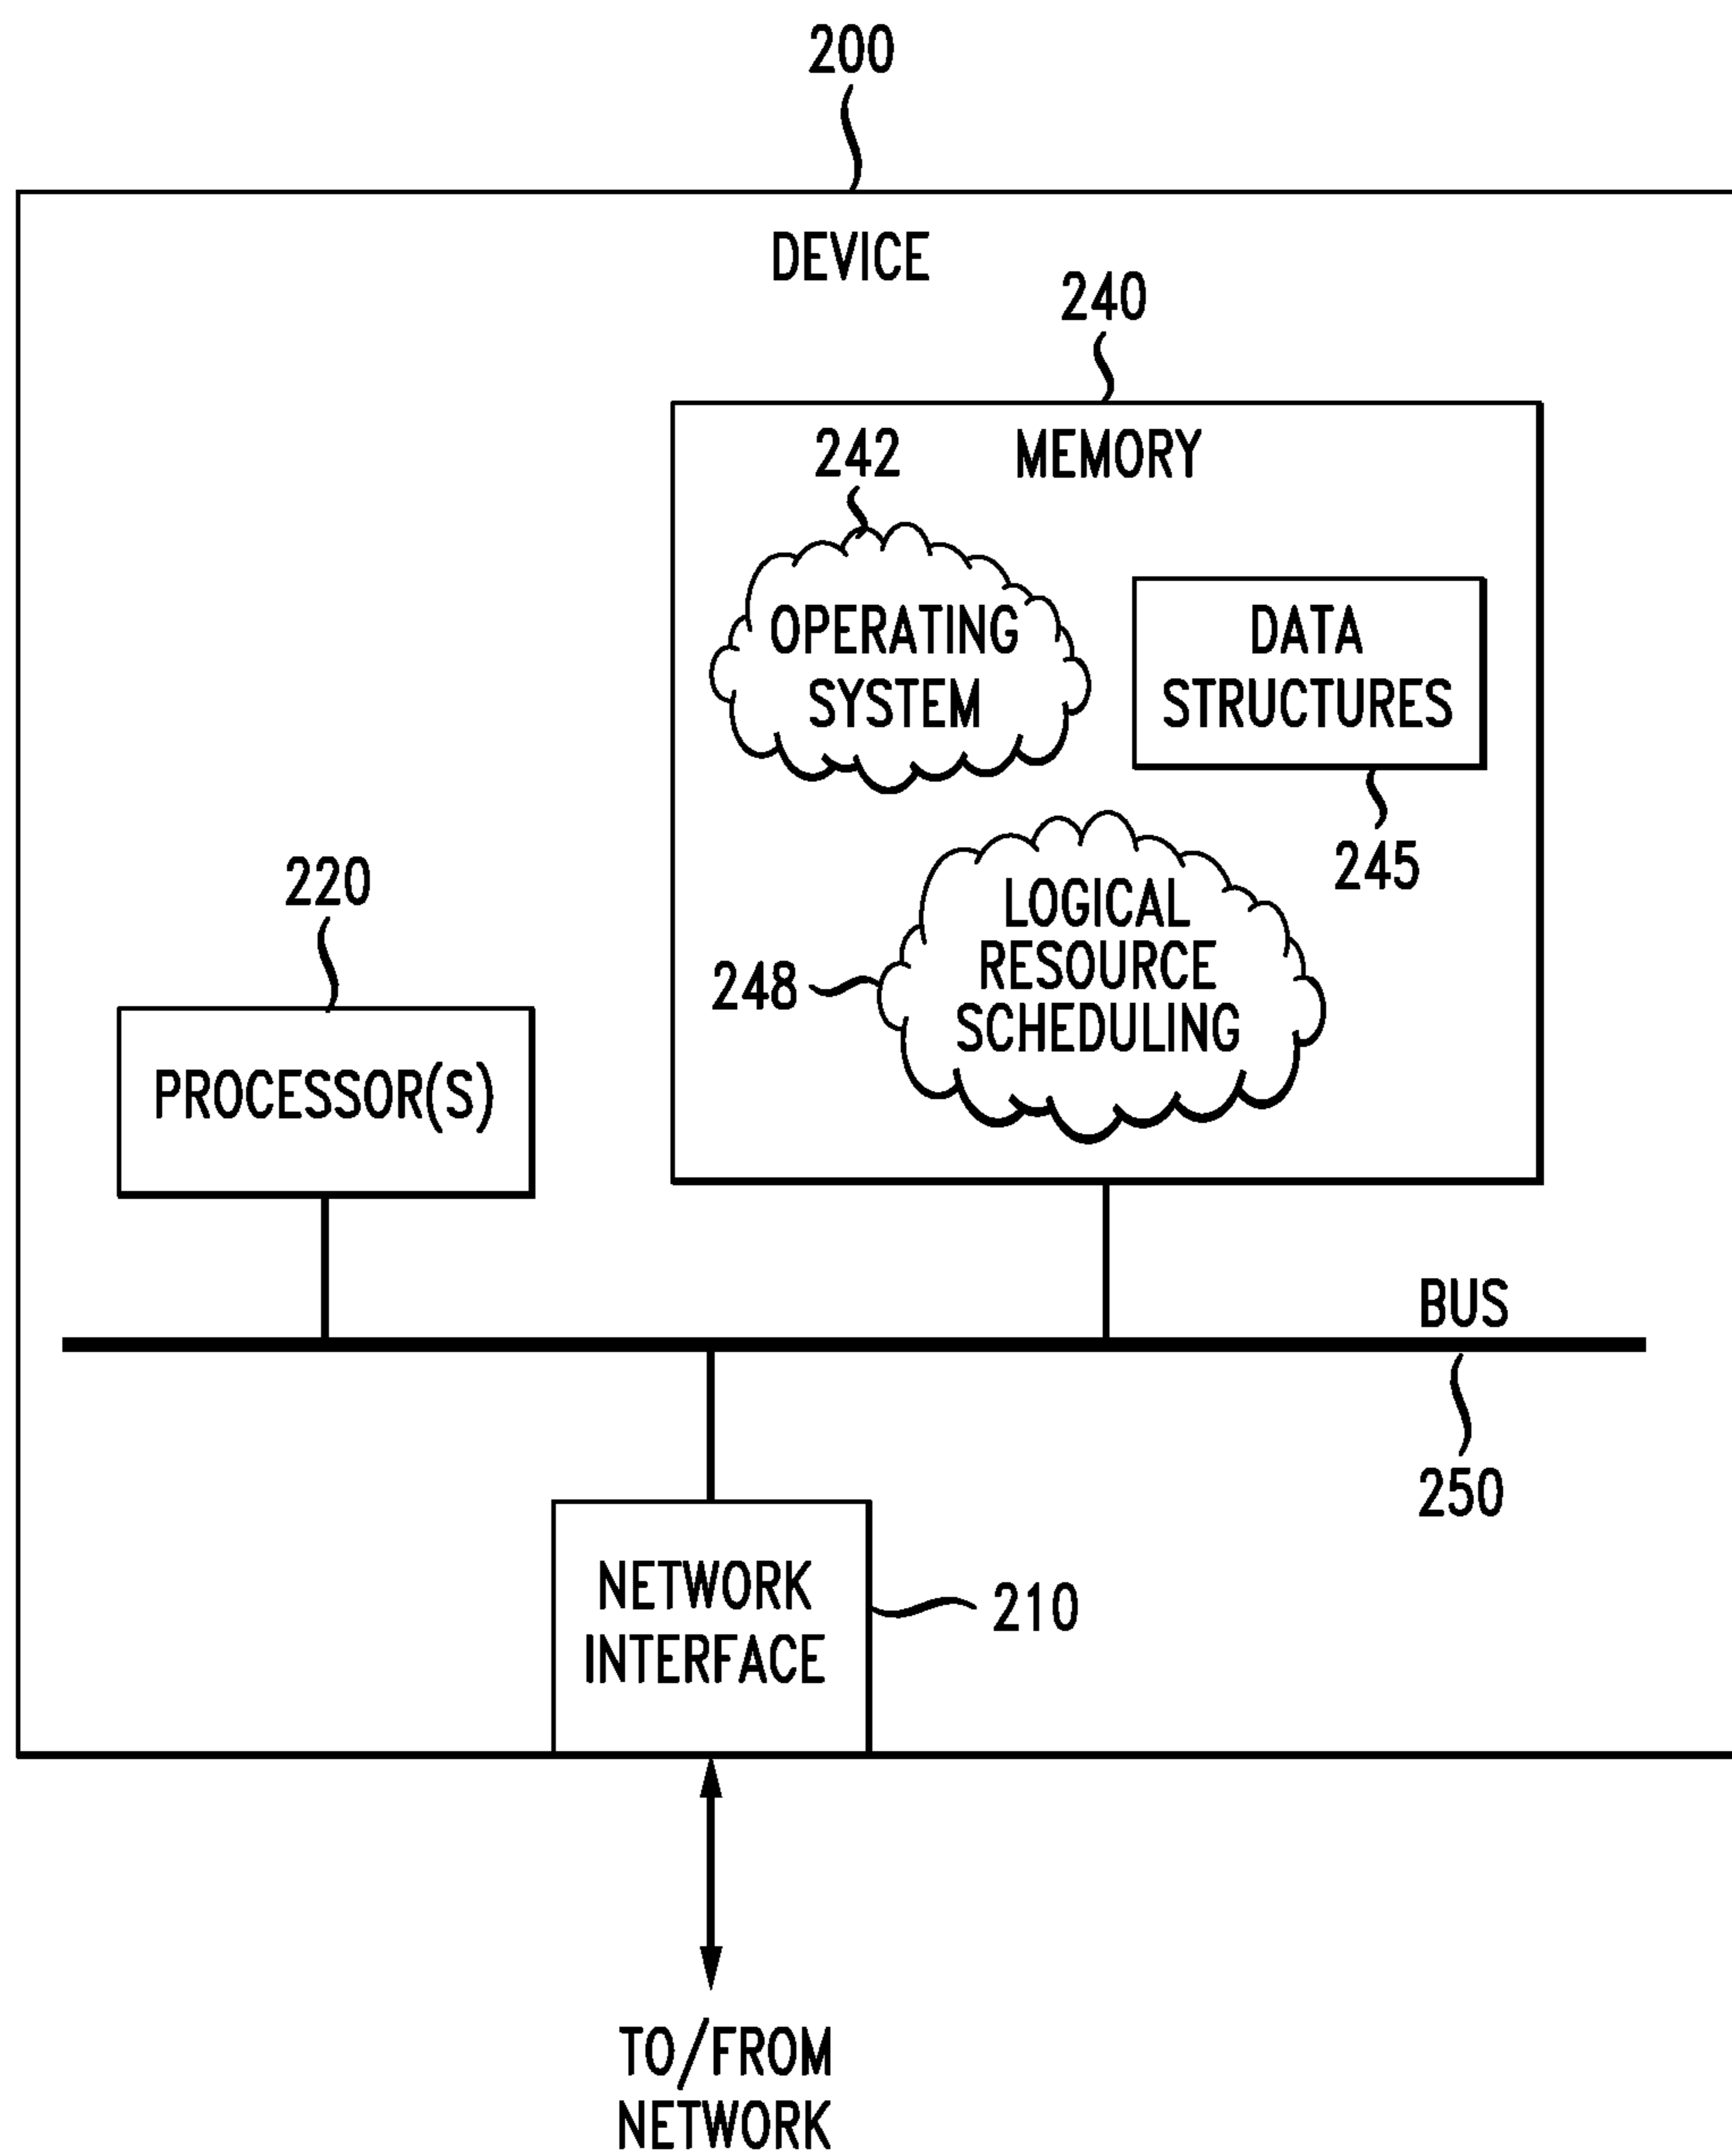 200
DEVICE
240
242
MEMORY
OPERATING
SYSTEM
DATA
STRUCTURES
245
220
LOGICAL
RESOURCE
SCHEDULING
248
PROCESSOR(S)
BUS
250
NETWORK
INTERFACE
210
TO/FROM
NETWORK